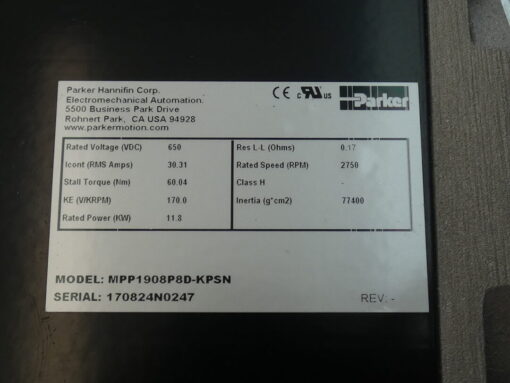 Parker Hannifin Corp.
Electromechanical Automation.
5500 Business Park Drive
Rohnert Park, CA USA 94928
www.parkermotion.com
CE c RU US Parker
Rated Voltage (VDC) 650 Res L-L (Ohms) 0.17
Icont (RMS Amps) 30.31 Rated Speed (RPM) 2750
Stall Torque (Nm) 60.04 Class H -
KE (V/KRPM) 170.0 Inertia (g*cm2) 77400
Rated Power (KW) 11.8
MODEL: MPP1908P8D-KPSN
SERIAL: 170824N0247 REV: -